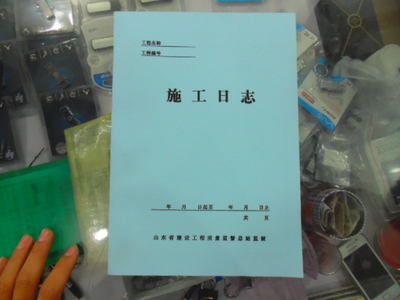 工程名称
工程编号
施工日志
年 月 日起至 年 月 日止
共 页
山东省建设工程质量监督总站监制